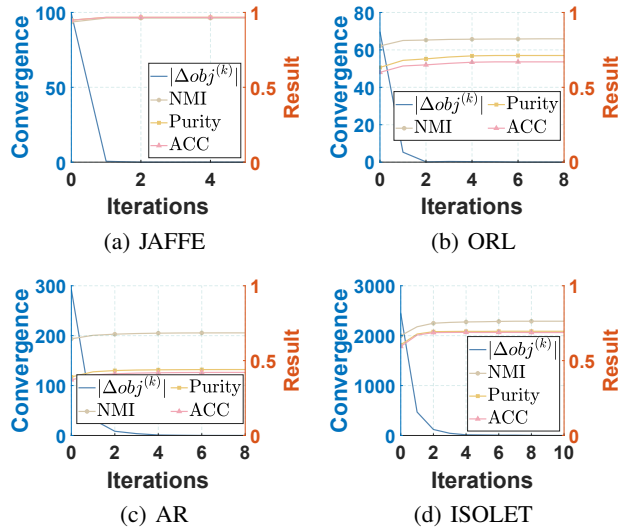 Convergence
100
50
0
1
0.5
0
Result
|Δobj^(k)|
NMI
Purity
ACC
0 2 4
Iterations
(a) JAFFE
Convergence
80
60
40
20
0
1
0.5
0
Result
|Δobj^(k)| Purity
NMI ACC
0 2 4 6 8
Iterations
(b) ORL
Convergence
300
200
100
0
1
0.5
0
Result
|Δobj^(k)| Purity
NMI ACC
0 2 4 6 8
Iterations
(c) AR
Convergence
3000
2000
1000
0
1
0.5
0
Result
|Δobj^(k)|
NMI
Purity
ACC
0 2 4 6 8 10
Iterations
(d) ISOLET